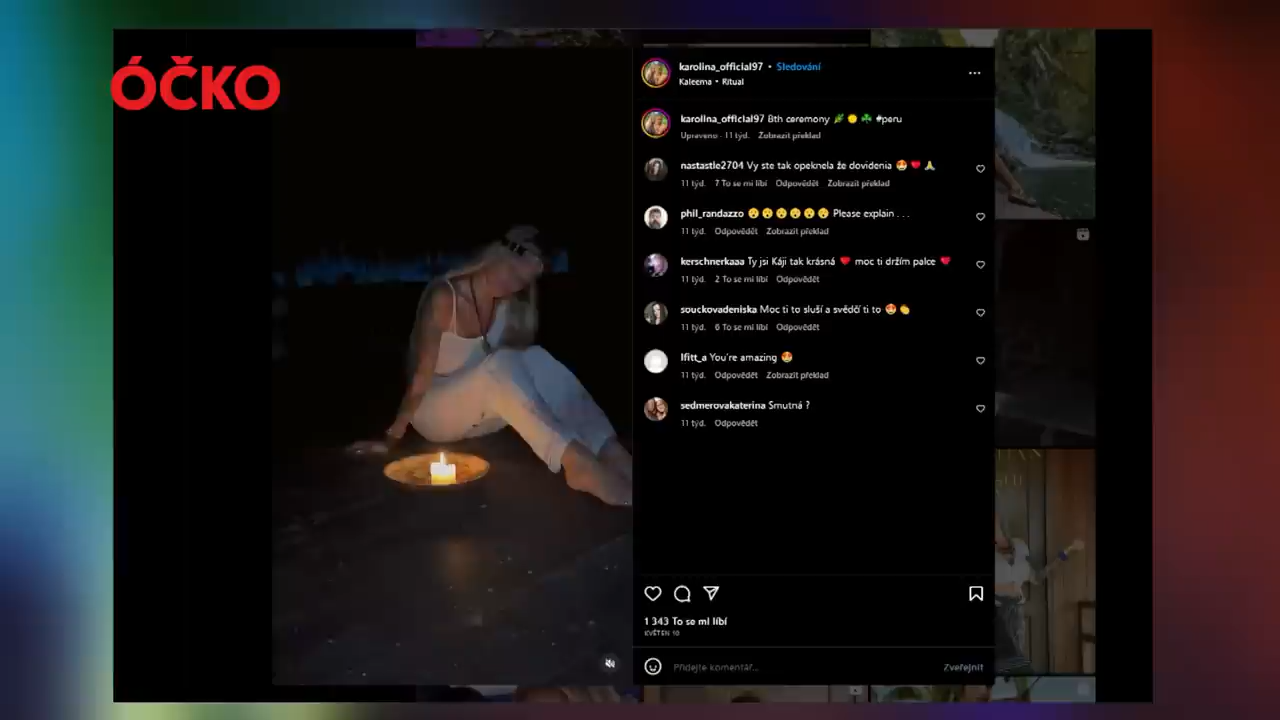 ÓČKO
karolina_official97 • Sledování
Kaleema • Ritual
karolina_official97 8th ceremony 🌿 🌕 ☘️ #peru
Upraveno · 11 týd. Zobrazit překlad
nastastle2704 Vy ste tak opeknela že dovidenia 😍 ❤️ 🙏
11 týd. 7 To se mi líbí Odpovědět Zobrazit překlad
phil_randazzo 😮 😮 😮 😮 😮 😮 Please explain . . .
11 týd. Odpovědět Zobrazit překlad
kerschnerkaaa Ty jsi Káji tak krásná ❤️ moc ti držím palce ❤️
11 týd. 2 To se mi líbí Odpovědět
souckovadeniska Moc ti to sluší a svědčí ti to 😍 👏
11 týd. 6 To se mi líbí Odpovědět
lfitt_a You're amazing 😍
11 týd. Odpovědět Zobrazit překlad
sedmerovakaterina Smutná ?
11 týd. Odpovědět
1 343 To se mi líbí
KVĚTEN 10
Přidejte komentář...
Zveřejnit